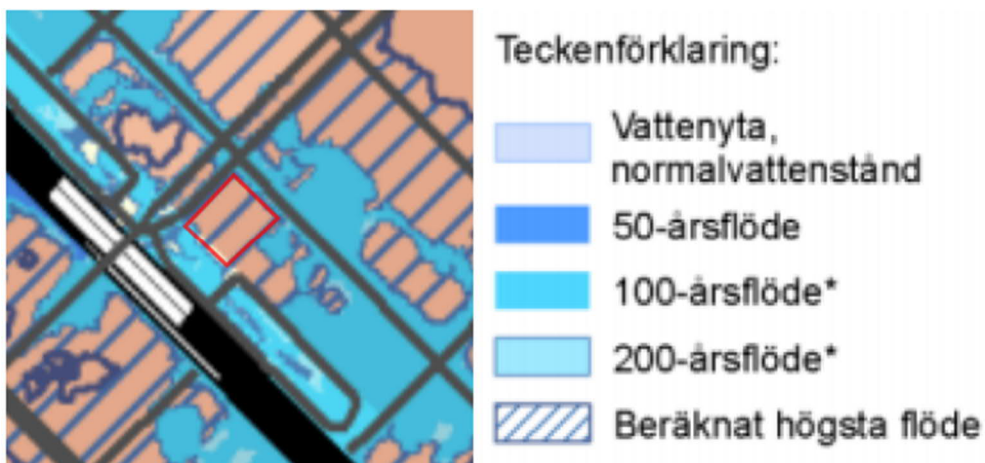 Teckenförklaring:
Vattenyta,
normalvattenstånd
50-årsflöde
100-årsflöde*
200-årsflöde*
Beräknat högsta flöde